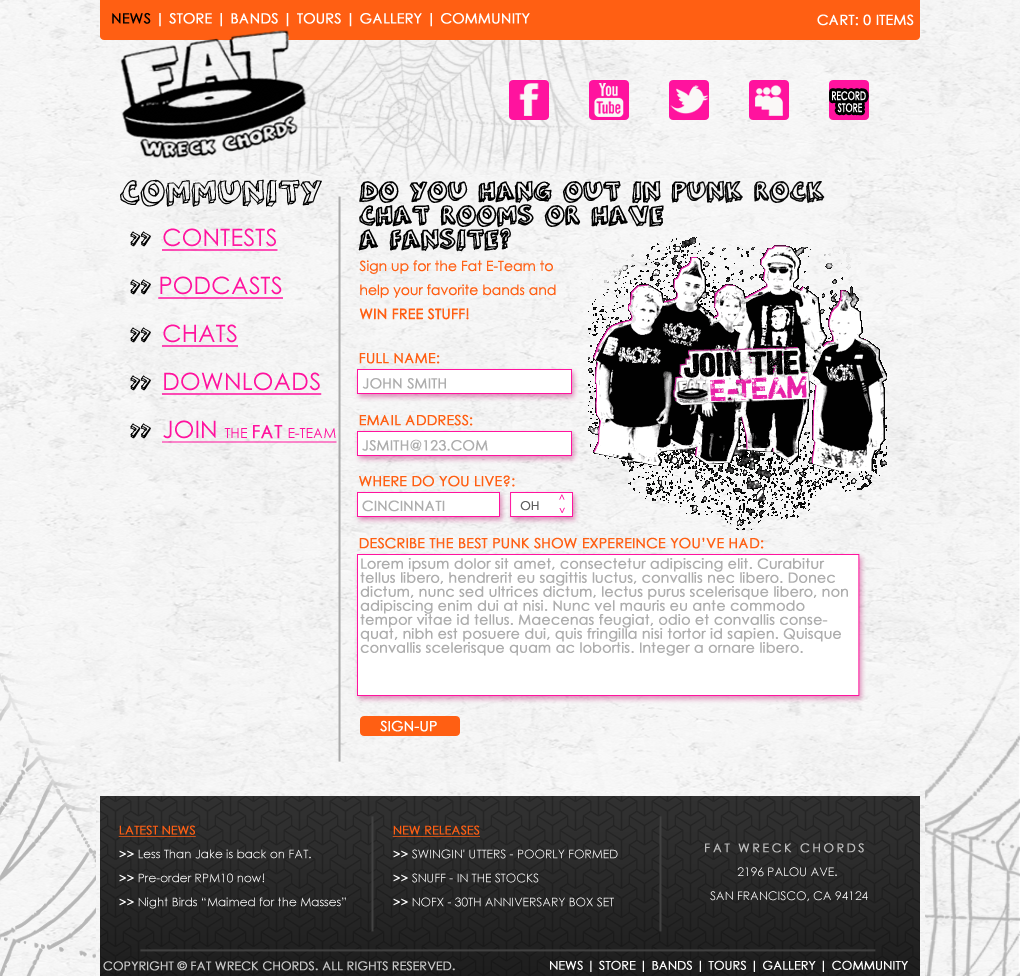 NEWS | STORE | BANDS | TOURS | GALLERY | COMMUNITY
CART: 0 ITEMS
FAT
WRECK CHORDS
You
Tube
RECORD
STORE
COMMUNITY
>> CONTESTS
>> PODCASTS
>> CHATS
>> DOWNLOADS
>> JOIN THE FAT E-TEAM
DO YOU HANG OUT IN PUNK ROCK
CHAT ROOMS OR HAVE
A FANSITE?
Sign up for the Fat E-Team to
help your favorite bands and
WIN FREE STUFF!
NOFX
NOFX
NOFX
JOIN THE
FAT E-TEAM
FULL NAME:
JOHN SMITH
EMAIL ADDRESS:
JSMITH@123.COM
WHERE DO YOU LIVE?:
CINCINNATI OH
DESCRIBE THE BEST PUNK SHOW EXPEREINCE YOU'VE HAD:
Lorem ipsum dolor sit amet, consectetur adipiscing elit. Curabitur
tellus libero, hendrerit eu sagittis luctus, convallis nec libero. Donec
dictum, nunc sed ultrices dictum, lectus purus scelerisque libero, non
adipiscing enim dui at nisi. Nunc vel mauris eu ante commodo
tempor vitae id tellus. Maecenas feugiat, odio et convallis conse-
quat, nibh est posuere dui, quis fringilla nisi tortor id sapien. Quisque
convallis scelerisque quam ac lobortis. Integer a ornare libero.
SIGN-UP
LATEST NEWS
>> Less Than Jake is back on FAT.
>> Pre-order RPM10 now!
>> Night Birds “Maimed for the Masses”
NEW RELEASES
>> SWINGIN' UTTERS - POORLY FORMED
>> SNUFF - IN THE STOCKS
>> NOFX - 30TH ANNIVERSARY BOX SET
FAT WRECK CHORDS
2196 PALOU AVE.
SAN FRANCISCO, CA 94124
COPYRIGHT © FAT WRECK CHORDS. ALL RIGHTS RESERVED.
NEWS | STORE | BANDS | TOURS | GALLERY | COMMUNITY